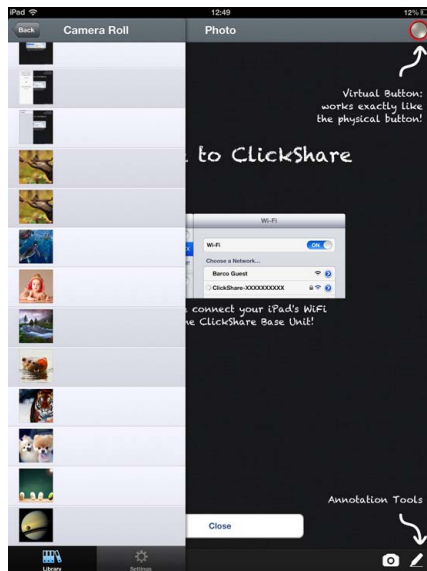 iPad 12:49 12%
Back Camera Roll Photo
Virtual Button:
works exactly like
the physical button!
to ClickShare
Wi-Fi
Wi-Fi ON
Choose a Network...
Barco Guest
ClickShare-XXXXXXXXXX
connect your iPad's WiFi
ClickShare Base Unit!
Annotation Tools
Close
Library Settings